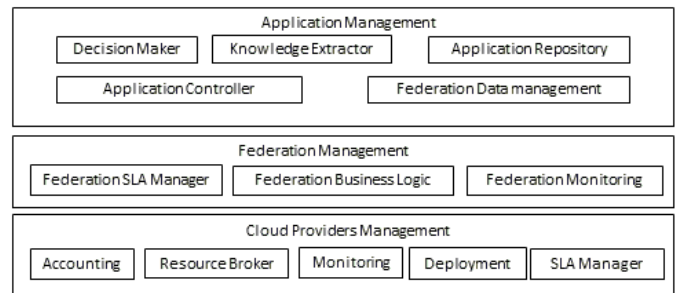 Application Management
Decision Maker Knowledge Extractor Application Repository
Application Controller Federation Data management
Federation Management
Federation SLA Manager Federation Business Logic Federation Monitoring
Cloud Providers Management
Accounting Resource Broker Monitoring Deployment SLA Manager